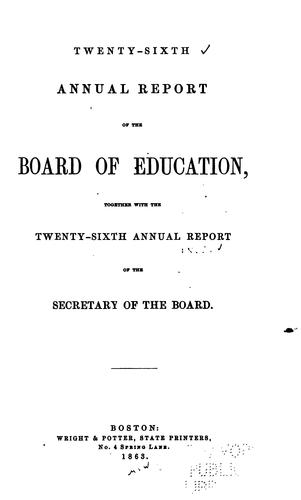 TWENTY-SIXTH
ANNUAL REPORT
OF THE
BOARD OF EDUCATION,
TOGETHER WITH THE
TWENTY-SIXTH ANNUAL REPORT
OF THE
SECRETARY OF THE BOARD.
BOSTON:
WRIGHT & POTTER, STATE PRINTERS,
No. 4 SPRING LANE.
1863.
PUBLIC